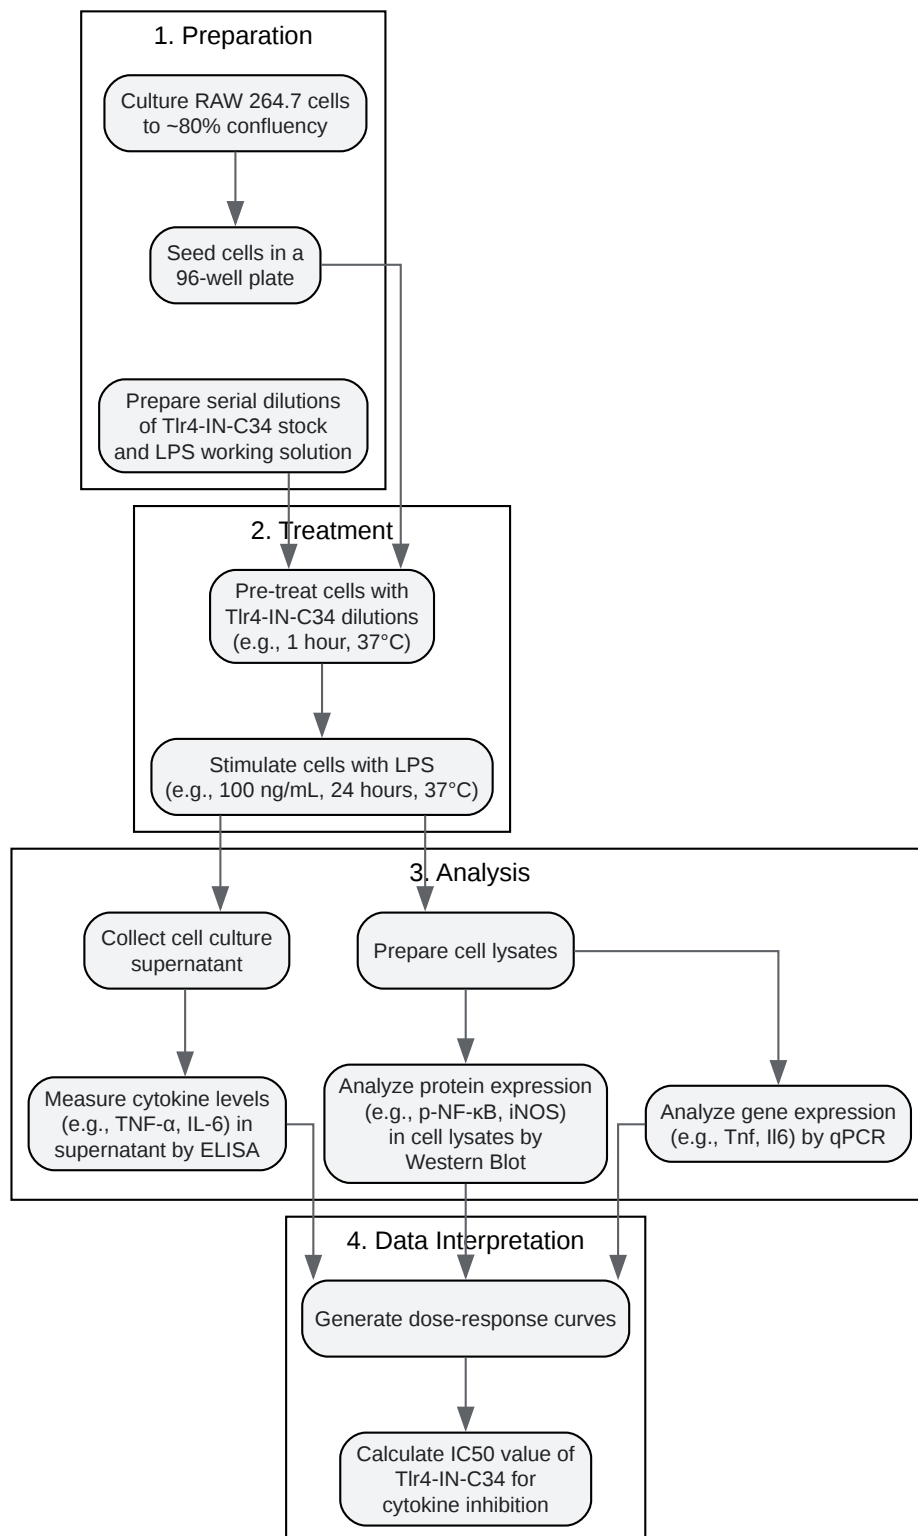 1. Preparation
Culture RAW 264.7 cells
to ~80% confluency
Seed cells in a
96-well plate
Prepare serial dilutions
of Tlr4-IN-C34 stock
and LPS working solution
2. Treatment
Pre-treat cells with
Tlr4-IN-C34 dilutions
(e.g., 1 hour, 37°C)
Stimulate cells with LPS
(e.g., 100 ng/mL, 24 hours, 37°C)
3. Analysis
Collect cell culture
supernatant
Prepare cell lysates
Measure cytokine levels
(e.g., TNF-α, IL-6) in
supernatant by ELISA
Analyze protein expression
(e.g., p-NF-κB, iNOS)
in cell lysates by
Western Blot
Analyze gene expression
(e.g., Tnf, Il6) by qPCR
4. Data Interpretation
Generate dose-response curves
Calculate IC50 value of
Tlr4-IN-C34 for
cytokine inhibition